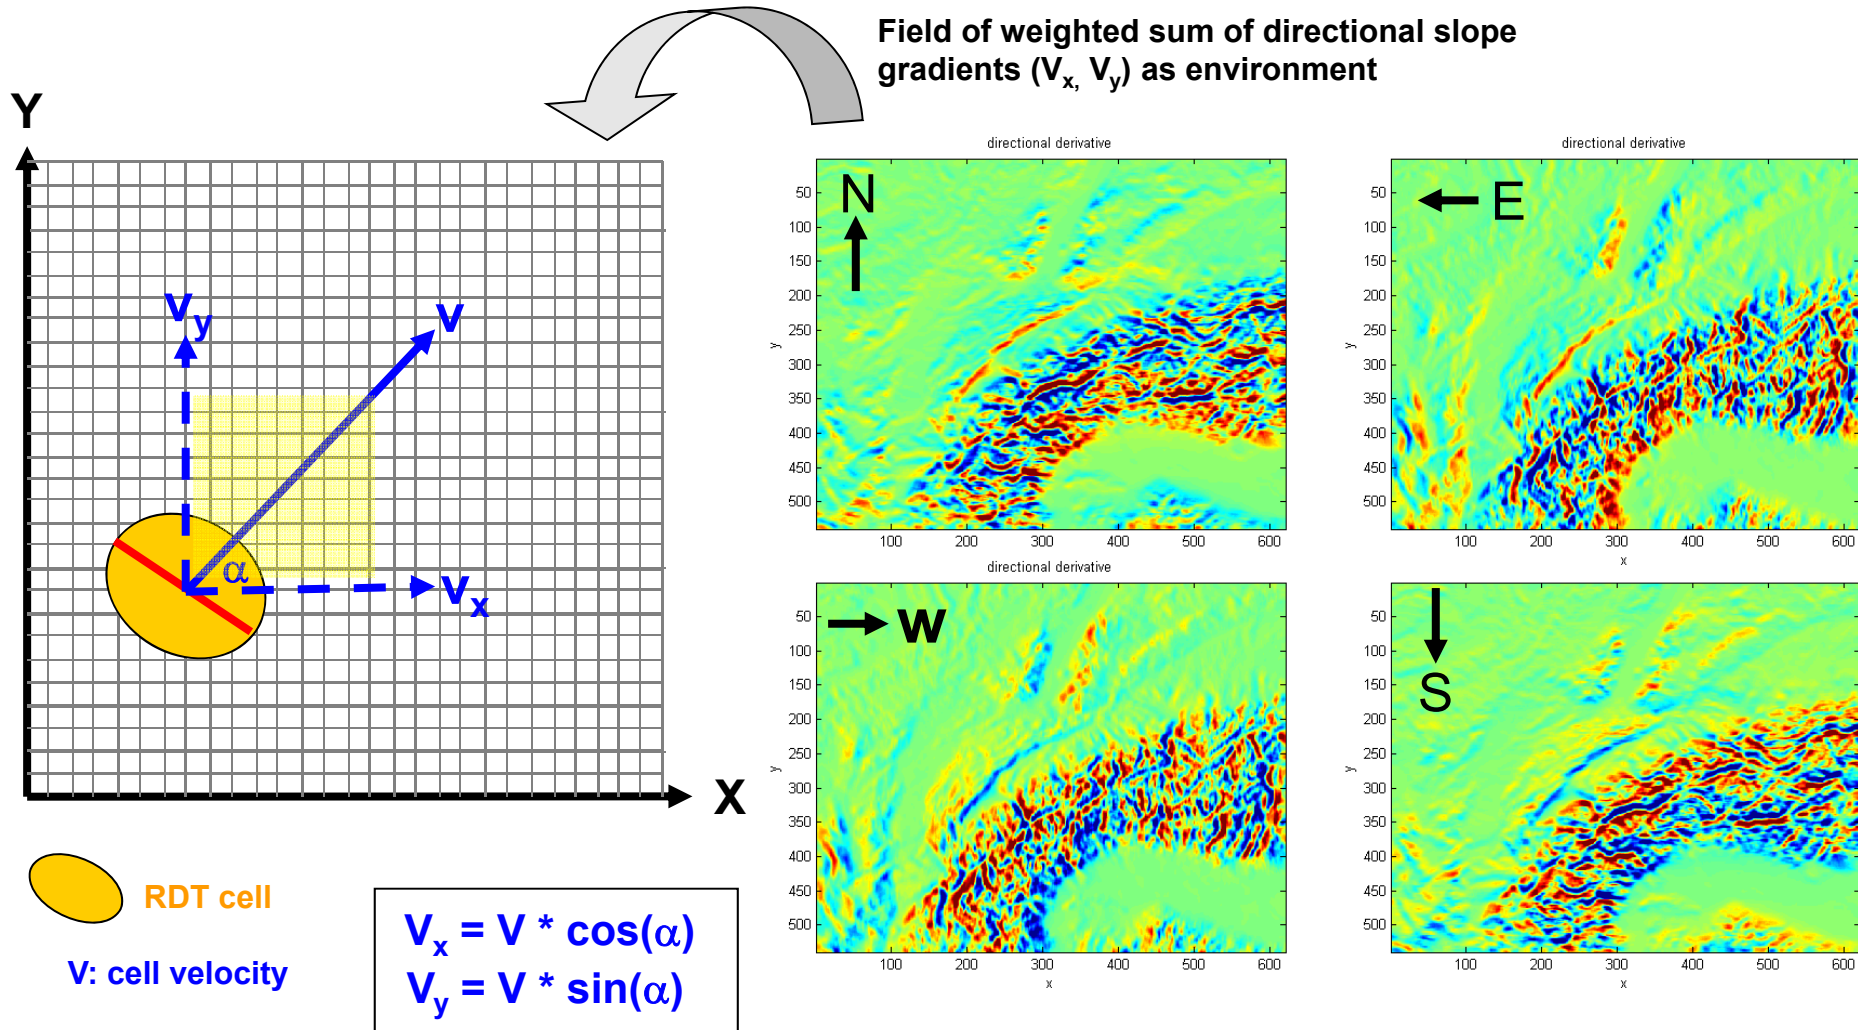 Field of weighted sum of directional slope
gradients (Vx, Vy) as environment
Y
Vy
V
α
Vx
X
RDT cell
V: cell velocity
Vx = V * cos(α)
Vy = V * sin(α)
directional derivative
N
50
100
150
200
250
300
350
400
450
500
y
100 200 300 400 500 600
directional derivative
E
50
100
150
200
250
300
350
400
450
500
y
100 200 300 400 500 600
x
directional derivative
W
50
100
150
200
250
300
350
400
450
500
y
100 200 300 400 500 600
x
S
50
100
150
200
250
300
350
400
450
500
y
100 200 300 400 500 600
x